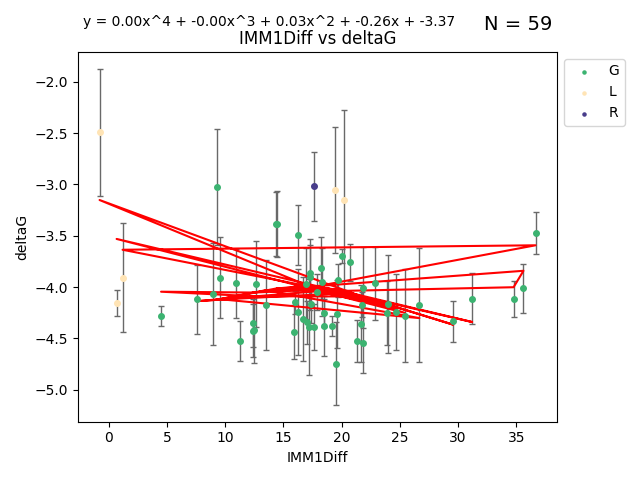 y = 0.00x^4 + -0.00x^3 + 0.03x^2 + -0.26x + -3.37
N = 59
IMM1Diff vs deltaG
G
L
R
deltaG
−2.0
−2.5
−3.0
−3.5
−4.0
−4.5
−5.0
0 5 10 15 20 25 30 35
IMM1Diff